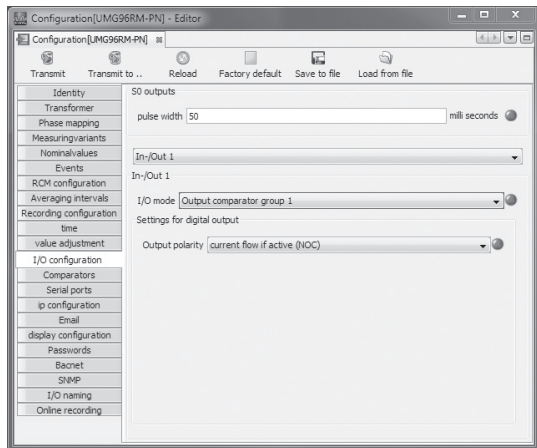 Configuration[UMG96RM-PN] - Editor
Configuration[UMG96RM-PN]
Transmit
Transmit to ..
Reload
Factory default
Save to file
Load from file
Identity
Transformer
Phase mapping
Measuringvariants
Nominalvalues
Events
RCM configuration
Averaging intervals
Recording configuration
time
value adjustment
I/O configuration
Comparators
Serial ports
ip configuration
Email
display configuration
Passwords
Bacnet
SNMP
I/O naming
Online recording
S0 outputs
pulse width 50 milli seconds
In-/Out 1
In-/Out 1
I/O mode Output comparator group 1
Settings for digital output
Output polarity current flow if active (NOC)